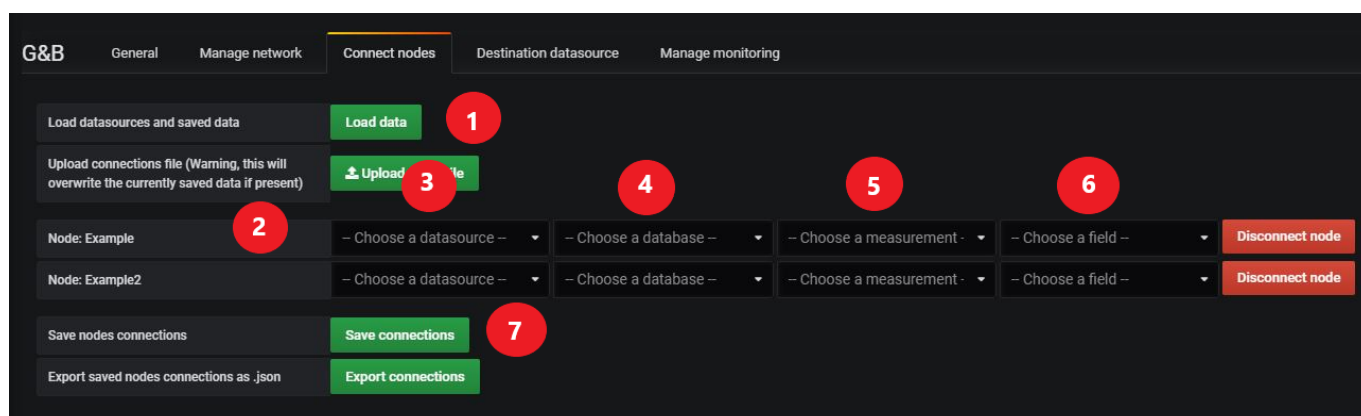 G&B General Manage network Connect nodes Destination datasource Manage monitoring
Load datasources and saved data Load data 1
Upload connections file (Warning, this will
overwrite the currently saved data if present)
Upload le
3 4 5 6
2
Node: Example -- Choose a datasource -- -- Choose a database -- -- Choose a measurement - -- Choose a field -- Disconnect node
Node: Example2 -- Choose a datasource -- -- Choose a database -- -- Choose a measurement - -- Choose a field -- Disconnect node
Save nodes connections Save connections 7
Export saved nodes connections as .json Export connections